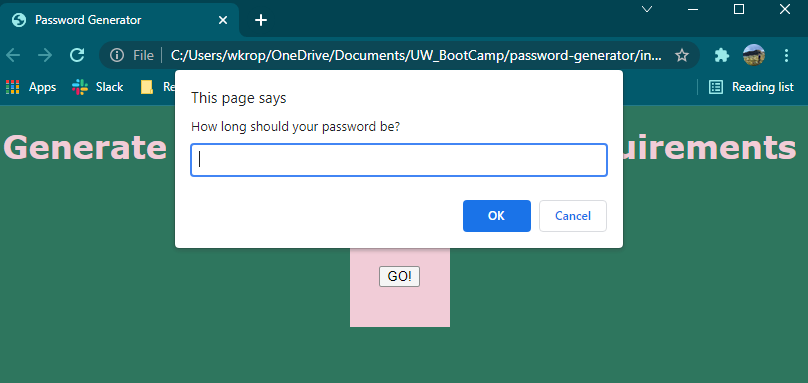 Password Generator
File C:/Users/wkrop/OneDrive/Documents/UW_BootCamp/password-generator/in...
Apps Slack Re Reading list
This page says
How long should your password be?
OK Cancel
Generate uirements
GO!